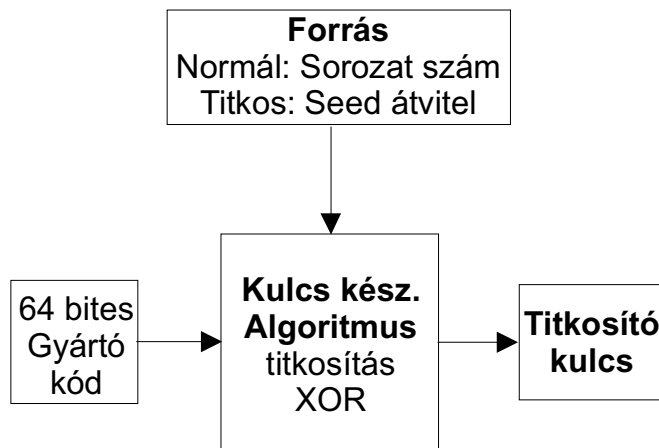 Forrás
Normál: Sorozat szám
Titkos: Seed átvitel
64 bites
Gyártó
kód
Kulcs kész.
Algoritmus
titkosítás
XOR
Titkosító
kulcs